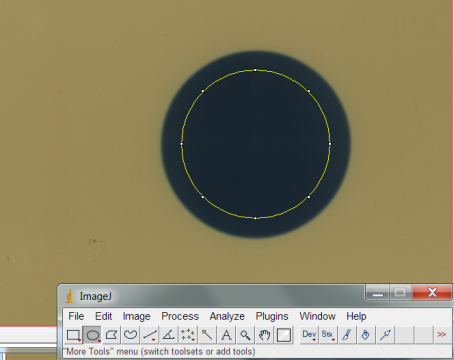 ImageJ
File Edit Image Process Analyze Plugins Window Help
A Dev Stk >>
"More Tools" menu (switch toolsets or add tools)